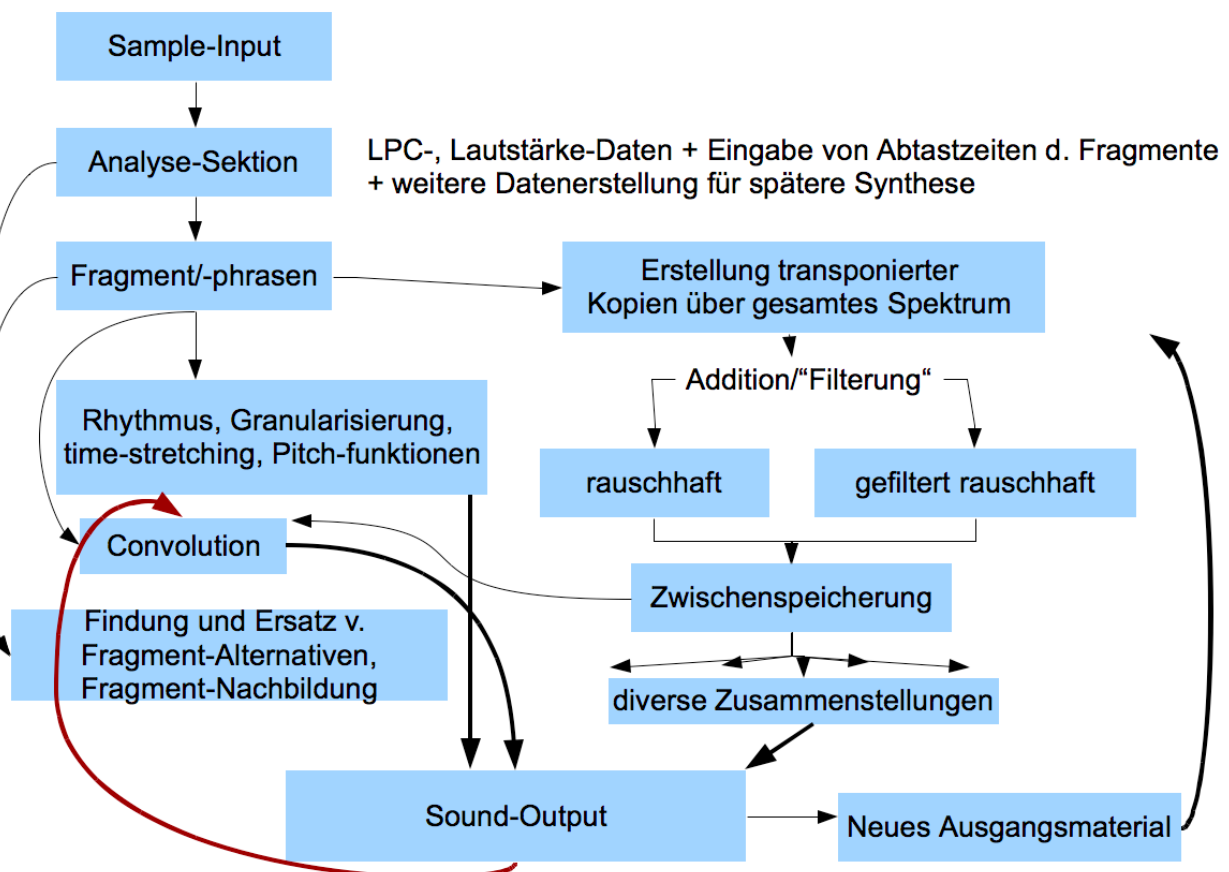 Sample-Input
Analyse-Sektion
LPC-, Lautstärke-Daten + Eingabe von Abtastzeiten d. Fragmente
+ weitere Datenerstellung für spätere Synthese
Fragment/-phrasen
Erstellung transponierter
Kopien über gesamtes Spektrum
Addition/“Filterung“
Rhythmus, Granularisierung,
time-stretching, Pitch-funktionen
rauschhaft
gefiltert rauschhaft
Convolution
Zwischenspeicherung
Findung und Ersatz v.
Fragment-Alternativen,
Fragment-Nachbildung
diverse Zusammenstellungen
Sound-Output
Neues Ausgangsmaterial